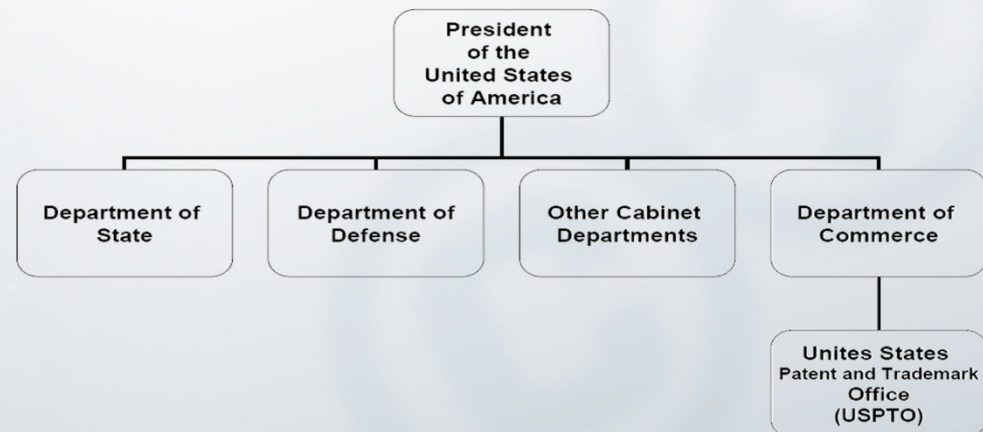 President
of the
United States
of America
Department of
State
Department of
Defense
Other Cabinet
Departments
Department of
Commerce
Unites States
Patent and Trademark
Office
(USPTO)